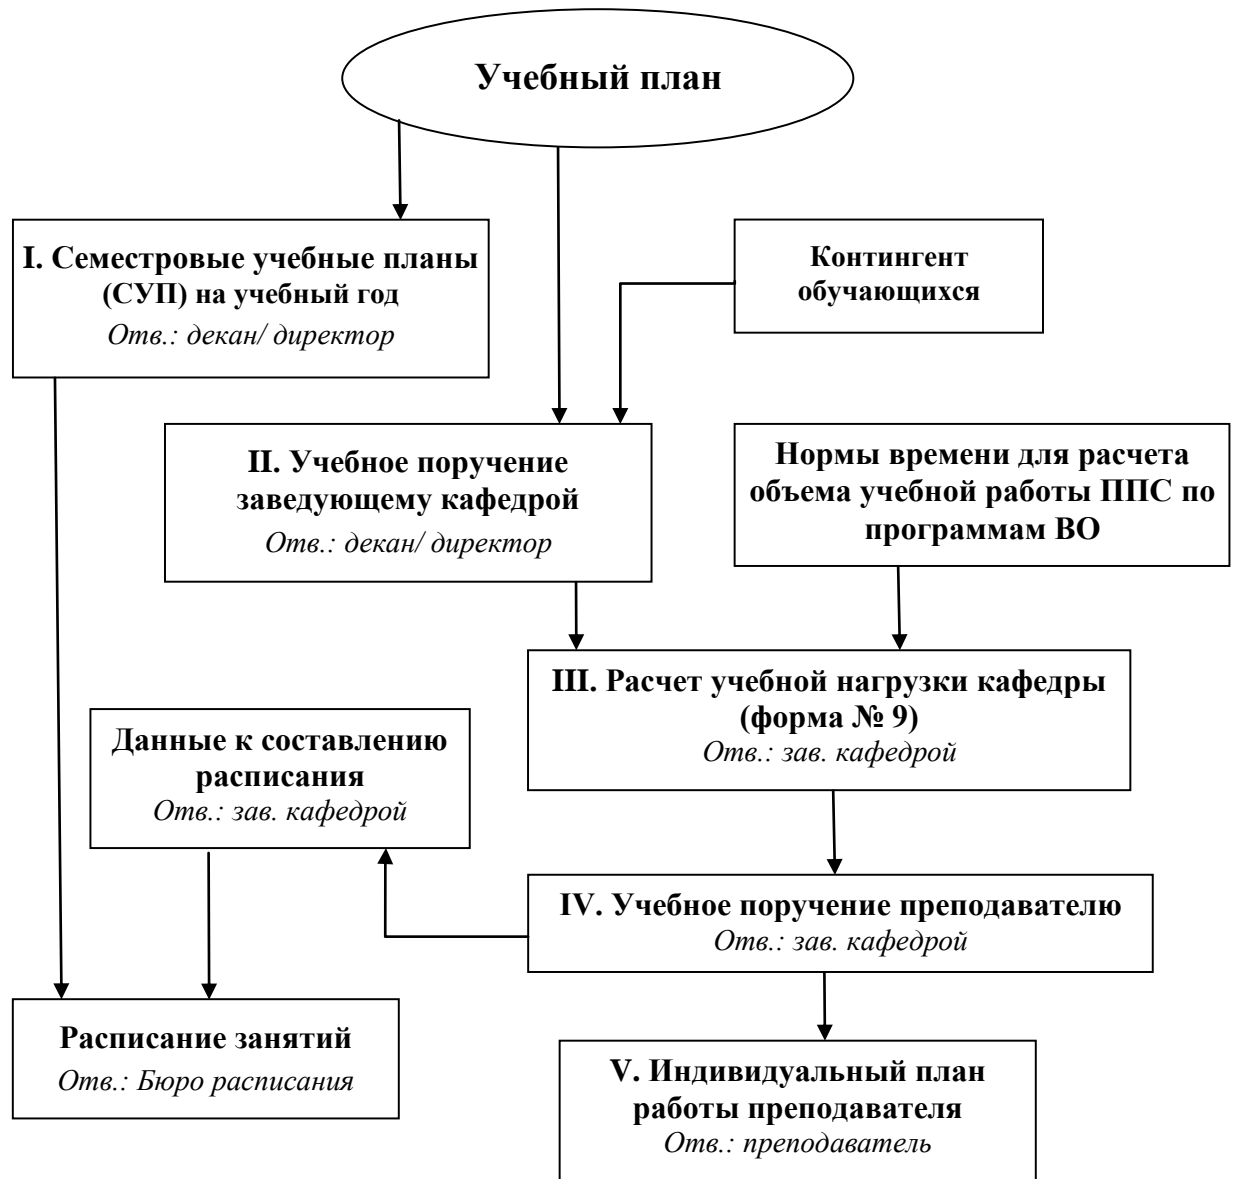 Учебный план
I. Семестровые учебные планы
(СУП) на учебный год
Отв.: декан/ директор
Контингент
обучающихся
II. Учебное поручение
заведующему кафедрой
Отв.: декан/ директор
Нормы времени для расчета
объема учебной работы ППС по
программам ВО
III. Расчет учебной нагрузки кафедры
(форма № 9)
Отв.: зав. кафедрой
Данные к составлению
расписания
Отв.: зав. кафедрой
IV. Учебное поручение преподавателю
Отв.: зав. кафедрой
Расписание занятий
Отв.: Бюро расписания
V. Индивидуальный план
работы преподавателя
Отв.: преподаватель